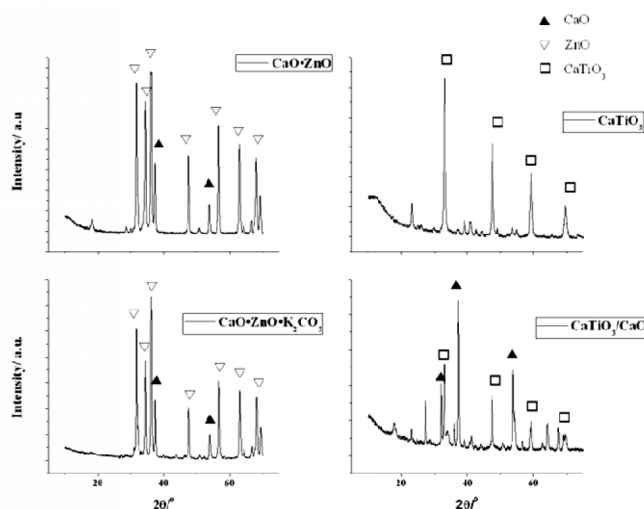 CaO
ZnO
CaTiO₃
Intensity/ a.u
CaO•ZnO
CaTiO₃
Intensity/ a.u.
CaO•ZnO•K₂CO₃
CaTiO₃/CaO
20 40 60
20 40 60
2θ/°
2θ/°